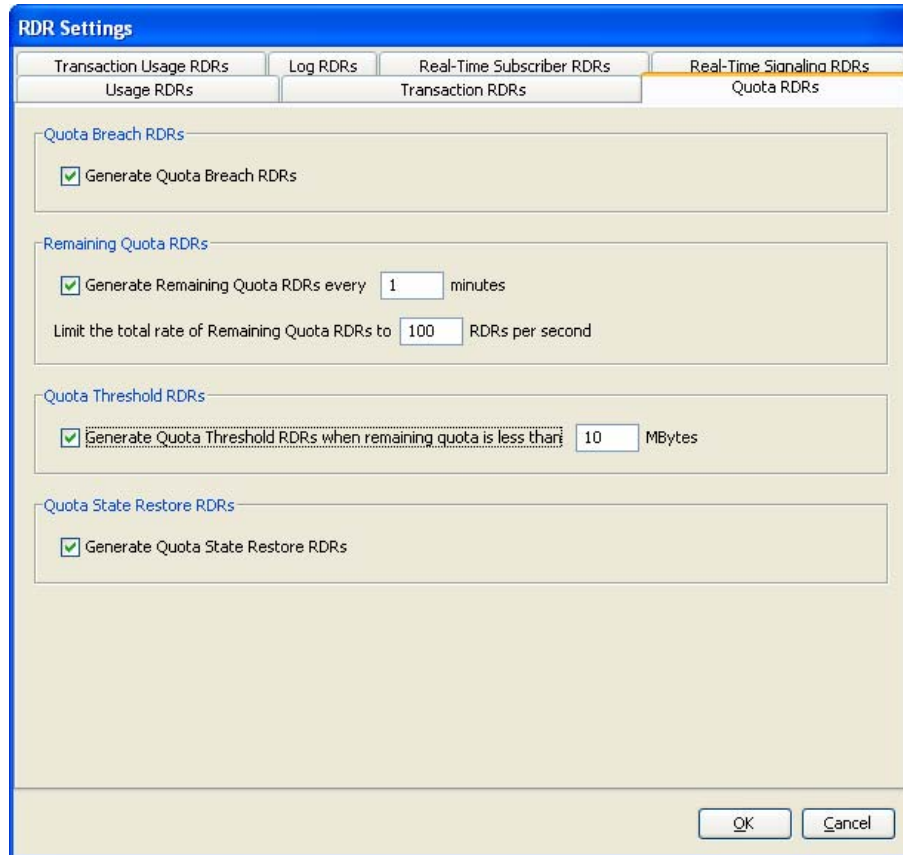 RDR Settings
Transaction Usage RDRs Log RDRs Real-Time Subscriber RDRs Real-Time Signaling RDRs
Usage RDRs Transaction RDRs Quota RDRs
Quota Breach RDRs
Generate Quota Breach RDRs
Remaining Quota RDRs
Generate Remaining Quota RDRs every 1 minutes
Limit the total rate of Remaining Quota RDRs to 100 RDRs per second
Quota Threshold RDRs
Generate Quota Threshold RDRs when remaining quota is less than 10 MBytes
Quota State Restore RDRs
Generate Quota State Restore RDRs
OK Cancel